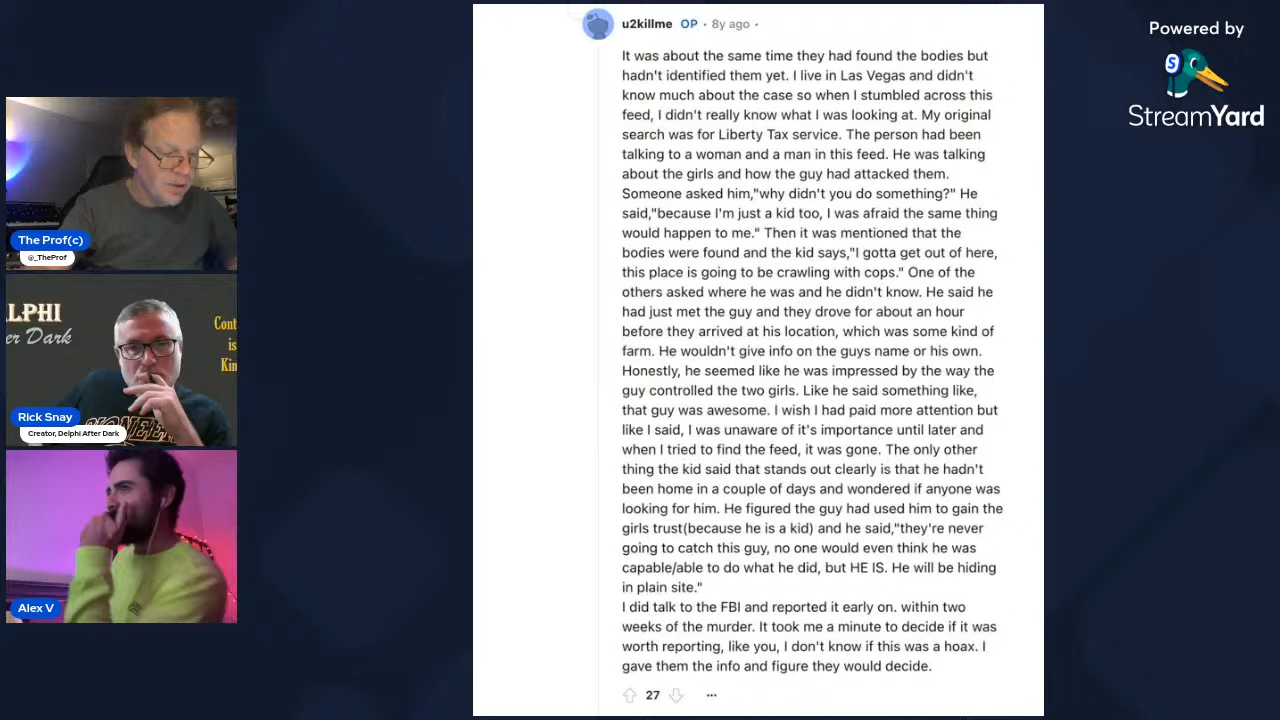 u2killme OP · 8y ago ·
It was about the same time they had found the bodies but
hadn't identified them yet. I live in Las Vegas and didn't
know much about the case so when I stumbled across this
feed, I didn't really know what I was looking at. My original
search was for Liberty Tax service. The person had been
talking to a woman and a man in this feed. He was talking
about the girls and how the guy had attacked them.
Someone asked him,"why didn't you do something?" He
said,"because I'm just a kid too, I was afraid the same thing
would happen to me." Then it was mentioned that the
bodies were found and the kid says,"I gotta get out of here,
this place is going to be crawling with cops." One of the
others asked where he was and he didn't know. He said he
had just met the guy and they drove for about an hour
before they arrived at his location, which was some kind of
farm. He wouldn't give info on the guys name or his own.
Honestly, he seemed like he was impressed by the way the
guy controlled the two girls. Like he said something like,
that guy was awesome. I wish I had paid more attention but
like I said, I was unaware of it's importance until later and
when I tried to find the feed, it was gone. The only other
thing the kid said that stands out clearly is that he hadn't
been home in a couple of days and wondered if anyone was
looking for him. He figured the guy had used him to gain the
girls trust(because he is a kid) and he said,"they're never
going to catch this guy, no one would even think he was
capable/able to do what he did, but HE IS. He will be hiding
in plain site."
I did talk to the FBI and reported it early on. within two
weeks of the murder. It took me a minute to decide if it was
worth reporting, like you, I don't know if this was a hoax. I
gave them the info and figure they would decide.
27
Powered by
S
StreamYard
The Prof(c)
@_TheProf
LPHI
er Dark
Cont
is
Kin
Rick Snay
Creator, Delphi After Dark
Alex V